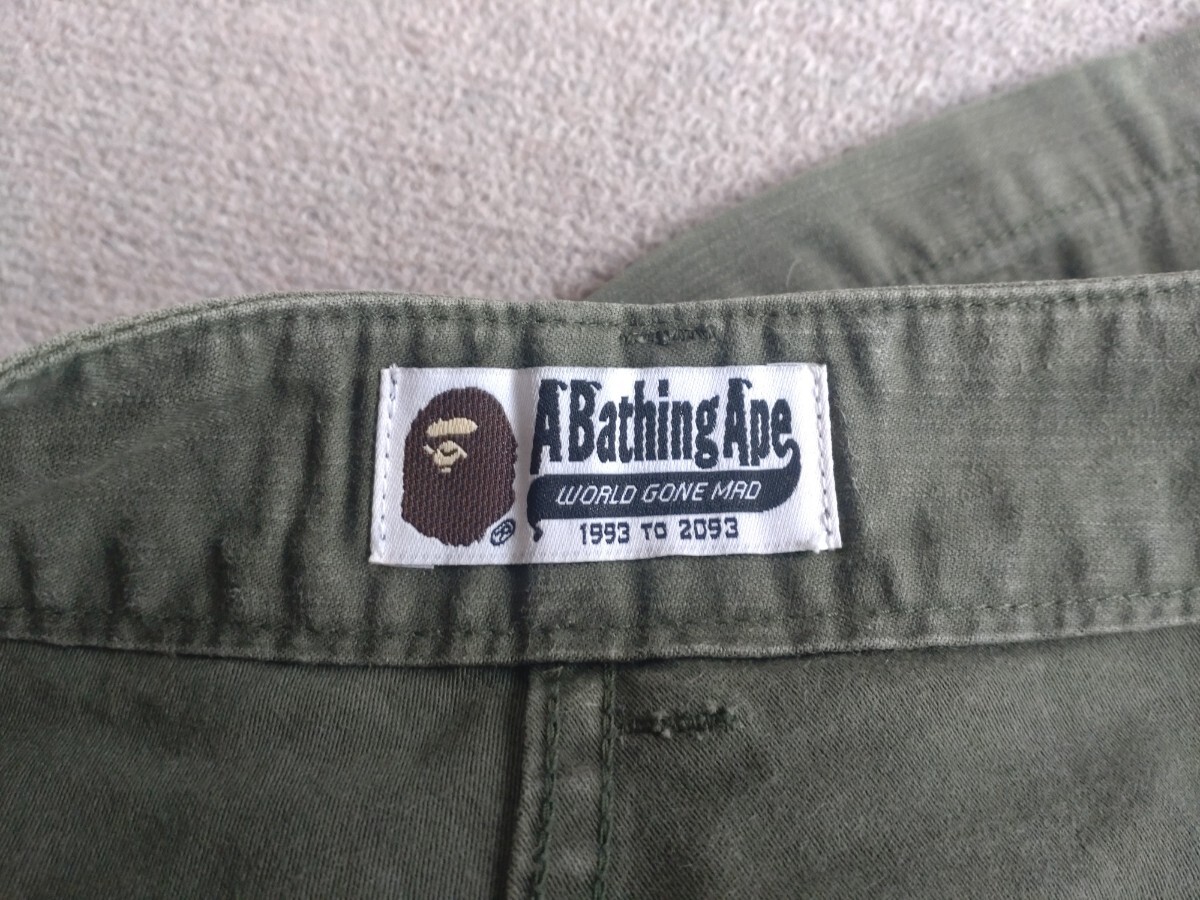 A Bathing Ape
WORLD GONE MAD
1993 TO 2093